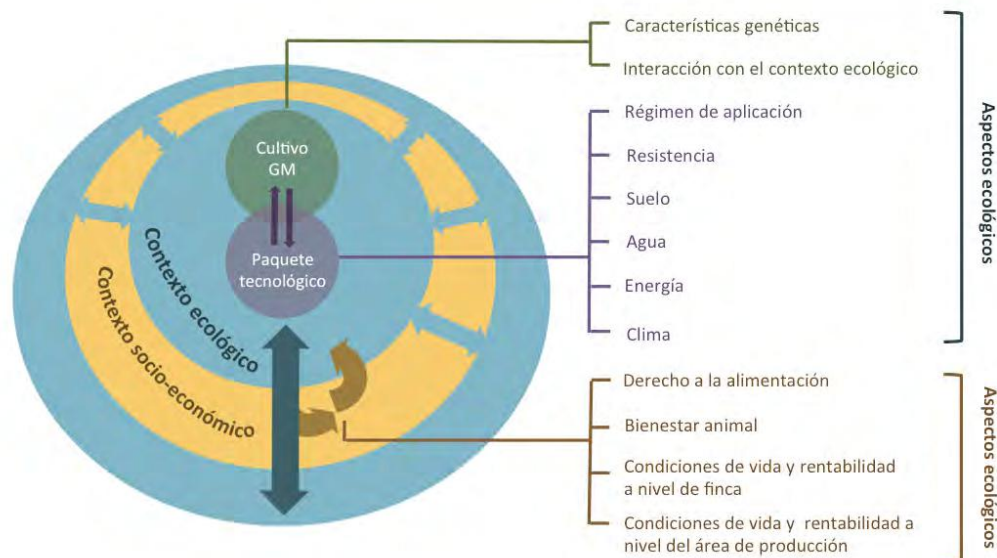 Cultivo
GM
Paquete
tecnológico
Contexto ecológico
Contexto socio-económico
Características genéticas
Interacción con el contexto ecológico
Régimen de aplicación
Resistencia
Suelo
Agua
Energía
Clima
Aspectos ecológicos
Derecho a la alimentación
Bienestar animal
Condiciones de vida y rentabilidad
a nivel de finca
Condiciones de vida y rentabilidad a
nivel del área de producción
Aspectos ecológicos